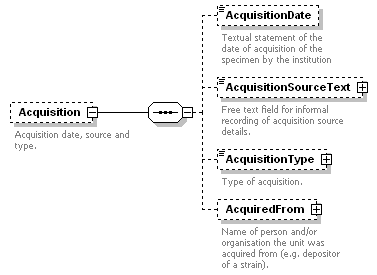 AcquisitionDate
Textual statement of the
date of acquisition of the
specimen by the institution
AcquisitionSourceText
Free text field for informal
recording of acquisition source
details.
Acquisition
Acquisition date, source and
type.
AcquisitionType
Type of acquisition.
AcquiredFrom
Name of person and/or
organisation the unit was
acquired from (e.g. depositor
of a strain).